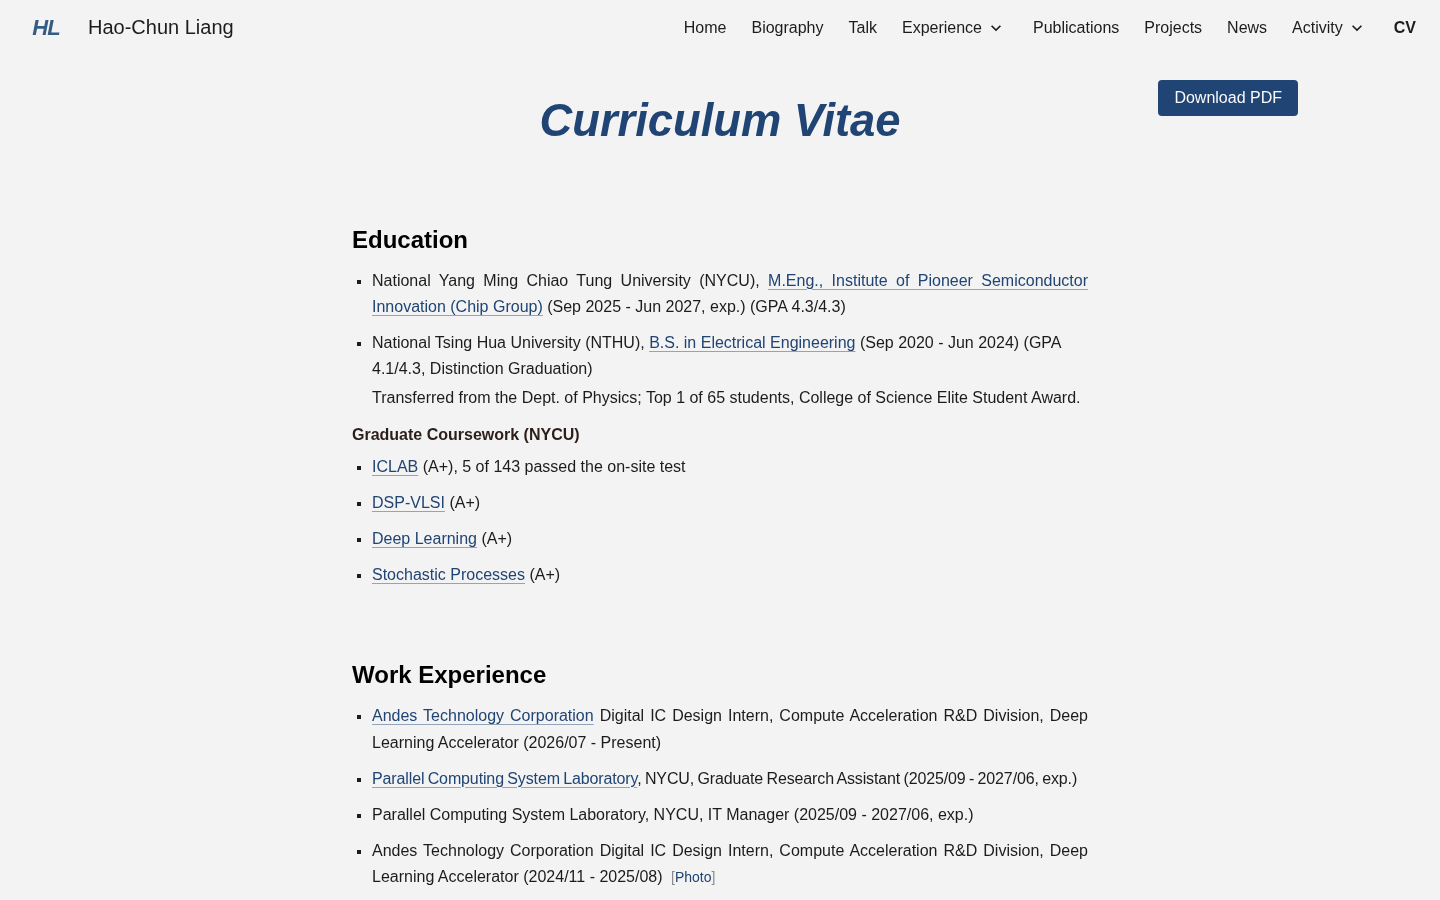 HL Hao-Chun Liang Home Biography Talk Experience Publications Projects News Activity CV
Download PDF
Curriculum Vitae
Education
National Yang Ming Chiao Tung University (NYCU), M.Eng., Institute of Pioneer Semiconductor
Innovation (Chip Group) (Sep 2025 - Jun 2027, exp.) (GPA 4.3/4.3)
National Tsing Hua University (NTHU), B.S. in Electrical Engineering (Sep 2020 - Jun 2024) (GPA
4.1/4.3, Distinction Graduation)
Transferred from the Dept. of Physics; Top 1 of 65 students, College of Science Elite Student Award.
Graduate Coursework (NYCU)
ICLAB (A+), 5 of 143 passed the on-site test
DSP-VLSI (A+)
Deep Learning (A+)
Stochastic Processes (A+)
Work Experience
Andes Technology Corporation Digital IC Design Intern, Compute Acceleration R&D Division, Deep
Learning Accelerator (2026/07 - Present)
Parallel Computing System Laboratory, NYCU, Graduate Research Assistant (2025/09 - 2027/06, exp.)
Parallel Computing System Laboratory, NYCU, IT Manager (2025/09 - 2027/06, exp.)
Andes Technology Corporation Digital IC Design Intern, Compute Acceleration R&D Division, Deep
Learning Accelerator (2024/11 - 2025/08) [Photo]